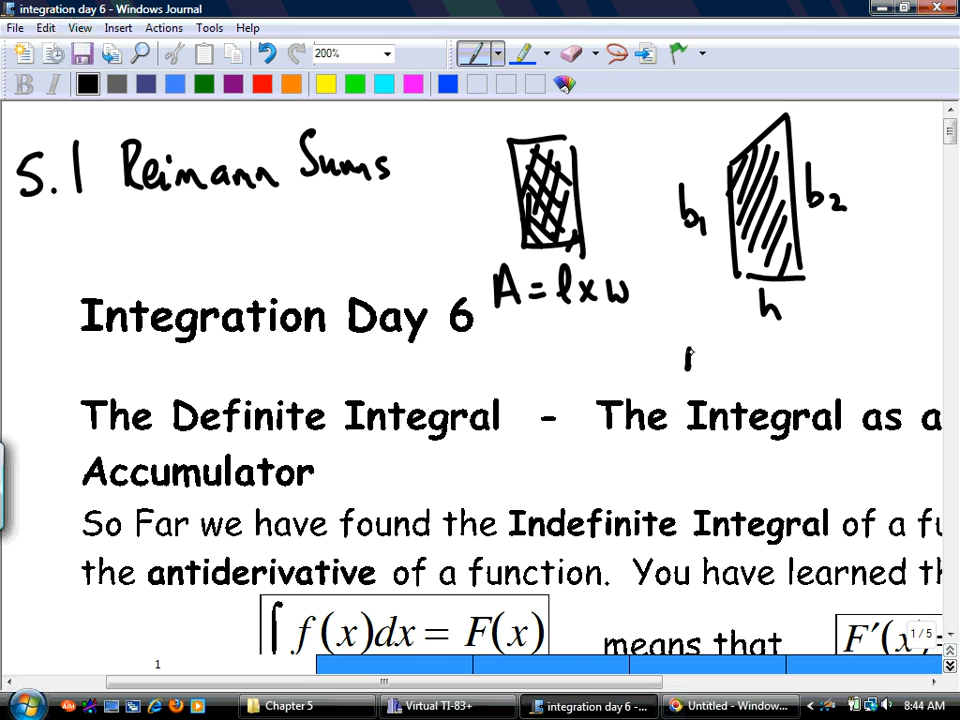 integration day 6 - Windows Journal
File Edit View Insert Actions Tools Help
200%
B I
5.1 Reimann Sums
b1 b2
A = l x w
h
Integration Day 6
The Definite Integral - The Integral as a
Accumulator
So Far we have found the Indefinite Integral of a fu
the antiderivative of a function. You have learned th
∫ f(x)dx = F(x) means that F′(x)=
1 / 5
1
Chapter 5 Virtual TI-83+ integration day 6 -... Untitled - Window... 8:44 AM